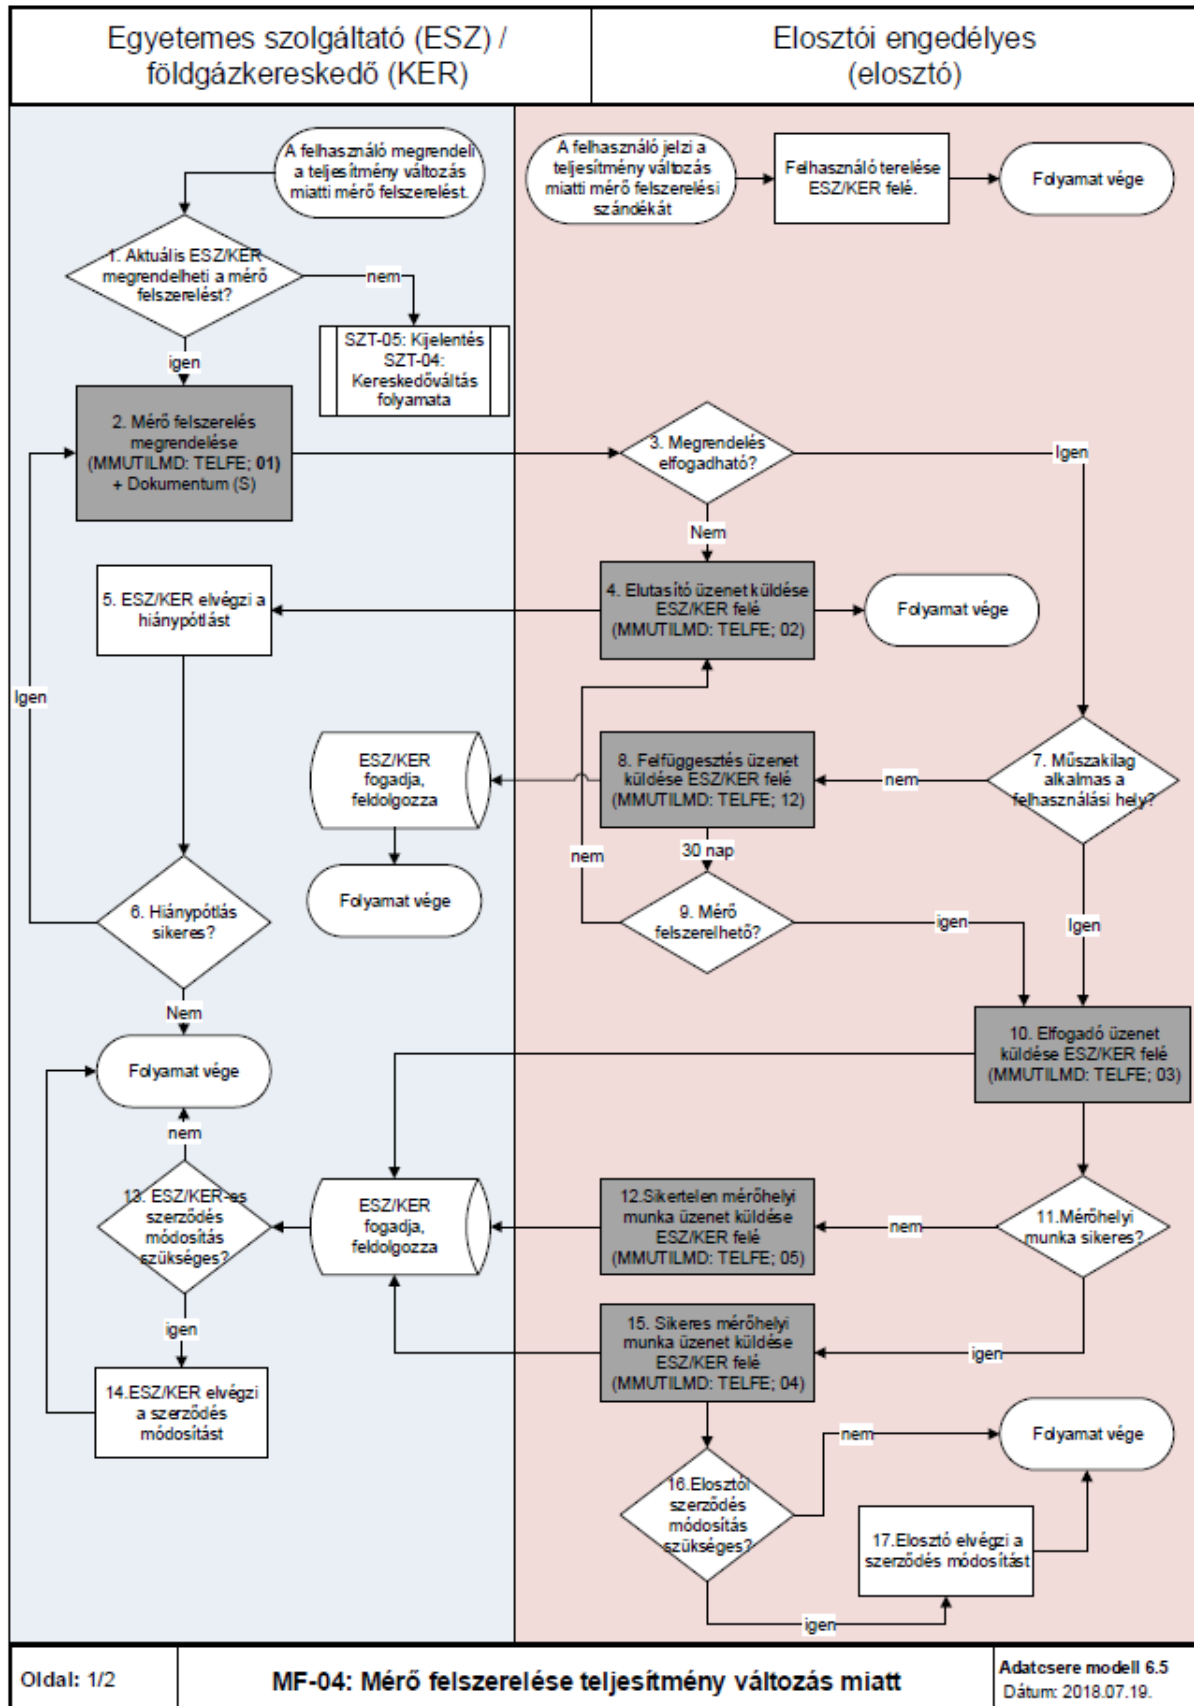 Egyetemes szolgáltató (ESZ) /
földgázkereskedő (KER)
Elosztói engedélyes
(elosztó)
A felhasználó megrendeli
a teljesítmény változás
miatti mérő felszerelést.
A felhasználó jelzi a
teljesítmény változás
miatti mérő felszerelési
szándékát
Felhasználó terelése
ESZ/KER felé.
Folyamat vége
1. Aktuális ESZ/KER
megrendelheti a mérő
felszerelést?
nem
igen
SZT-05: Kijelentés
SZT-04:
Kereskedőváltás
folyamata
2. Mérő felszerelés
megrendelése
(MMUTILMD: TELFE; 01)
+ Dokumentum (S)
3. Megrendelés
elfogadható?
Igen
Nem
4. Elutasító üzenet küldése
ESZ/KER felé
(MMUTILMD: TELFE; 02)
Folyamat vége
5. ESZ/KER elvégzi a
hiánypótlást
Igen
ESZ/KER
fogadja,
feldolgozza
8. Felfüggesztés üzenet
küldése ESZ/KER felé
(MMUTILMD: TELFE; 12)
nem
7. Műszakilag
alkalmas a
felhasználási hely?
30 nap
nem
Folyamat vége
6. Hiánypótlás
sikeres?
9. Mérő
felszerelhető?
igen
Igen
Nem
Folyamat vége
10. Elfogadó üzenet
küldése ESZ/KER felé
(MMUTILMD: TELFE; 03)
nem
13. ESZ/KER-es
szerződés
módosítás
szükséges?
ESZ/KER
fogadja,
feldolgozza
12.Sikertelen mérőhelyi
munka üzenet küldése
ESZ/KER felé
(MMUTILMD: TELFE; 05)
nem
11.Mérőhelyi
munka sikeres?
igen
15. Sikeres mérőhelyi
munka üzenet küldése
ESZ/KER felé
(MMUTILMD: TELFE; 04)
igen
14.ESZ/KER elvégzi
a szerződés
módosítást
nem
Folyamat vége
16.Elosztói
szerződés
módosítás
szükséges?
17.Elosztó elvégzi a
szerződés módosítást
igen
Oldal: 1/2
MF-04: Mérő felszerelése teljesítmény változás miatt
Adatcsere modell 6.5
Dátum: 2018.07.19.